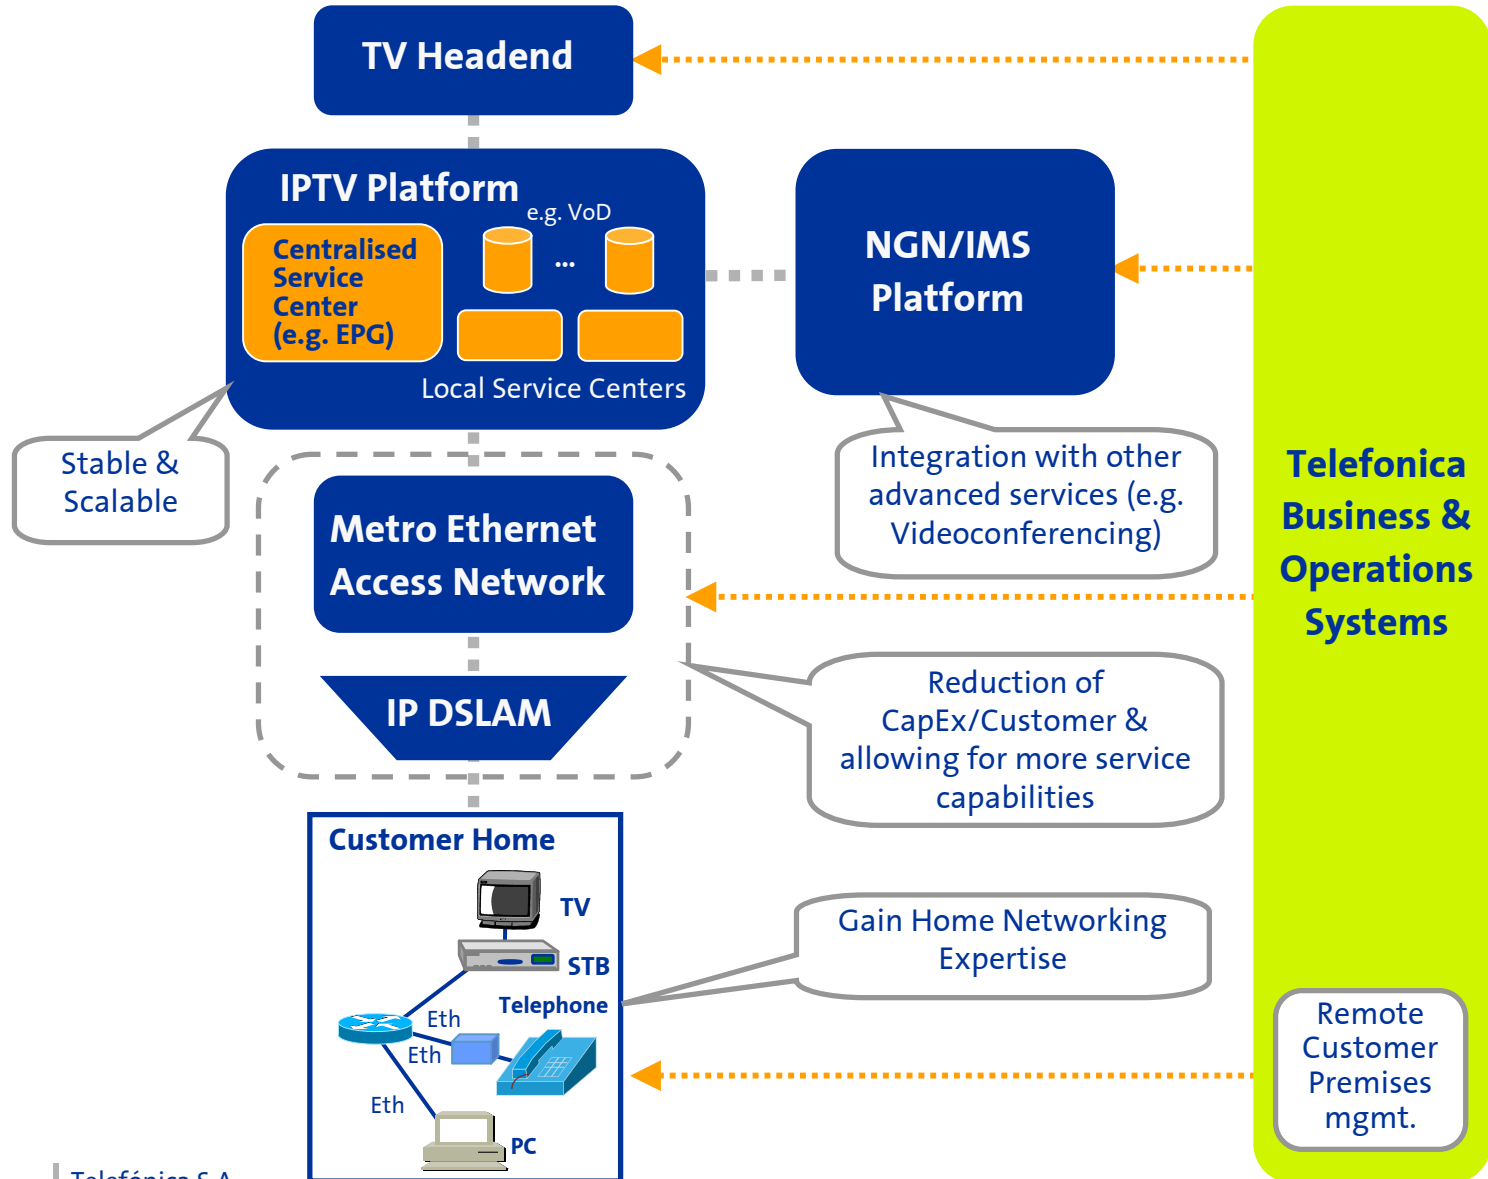 TV Headend
IPTV Platform
e.g. VoD
Centralised
Service
Center
(e.g. EPG)
...
Local Service Centers
NGN/IMS
Platform
Stable &
Scalable
Integration with other
advanced services (e.g.
Videoconferencing)
Metro Ethernet
Access Network
IP DSLAM
Reduction of
CapEx/Customer &
allowing for more service
capabilities
Telefonica
Business &
Operations
Systems
Customer Home
TV
STB
Telephone
Eth
Eth
Eth
PC
Gain Home Networking
Expertise
Remote
Customer
Premises
mgmt.
Telefónica S.A.